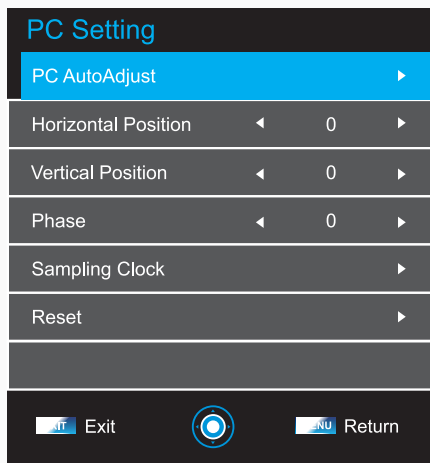 PC Setting
PC AutoAdjust
Horizontal Position 0
Vertical Position 0
Phase 0
Sampling Clock
Reset
Exit Return